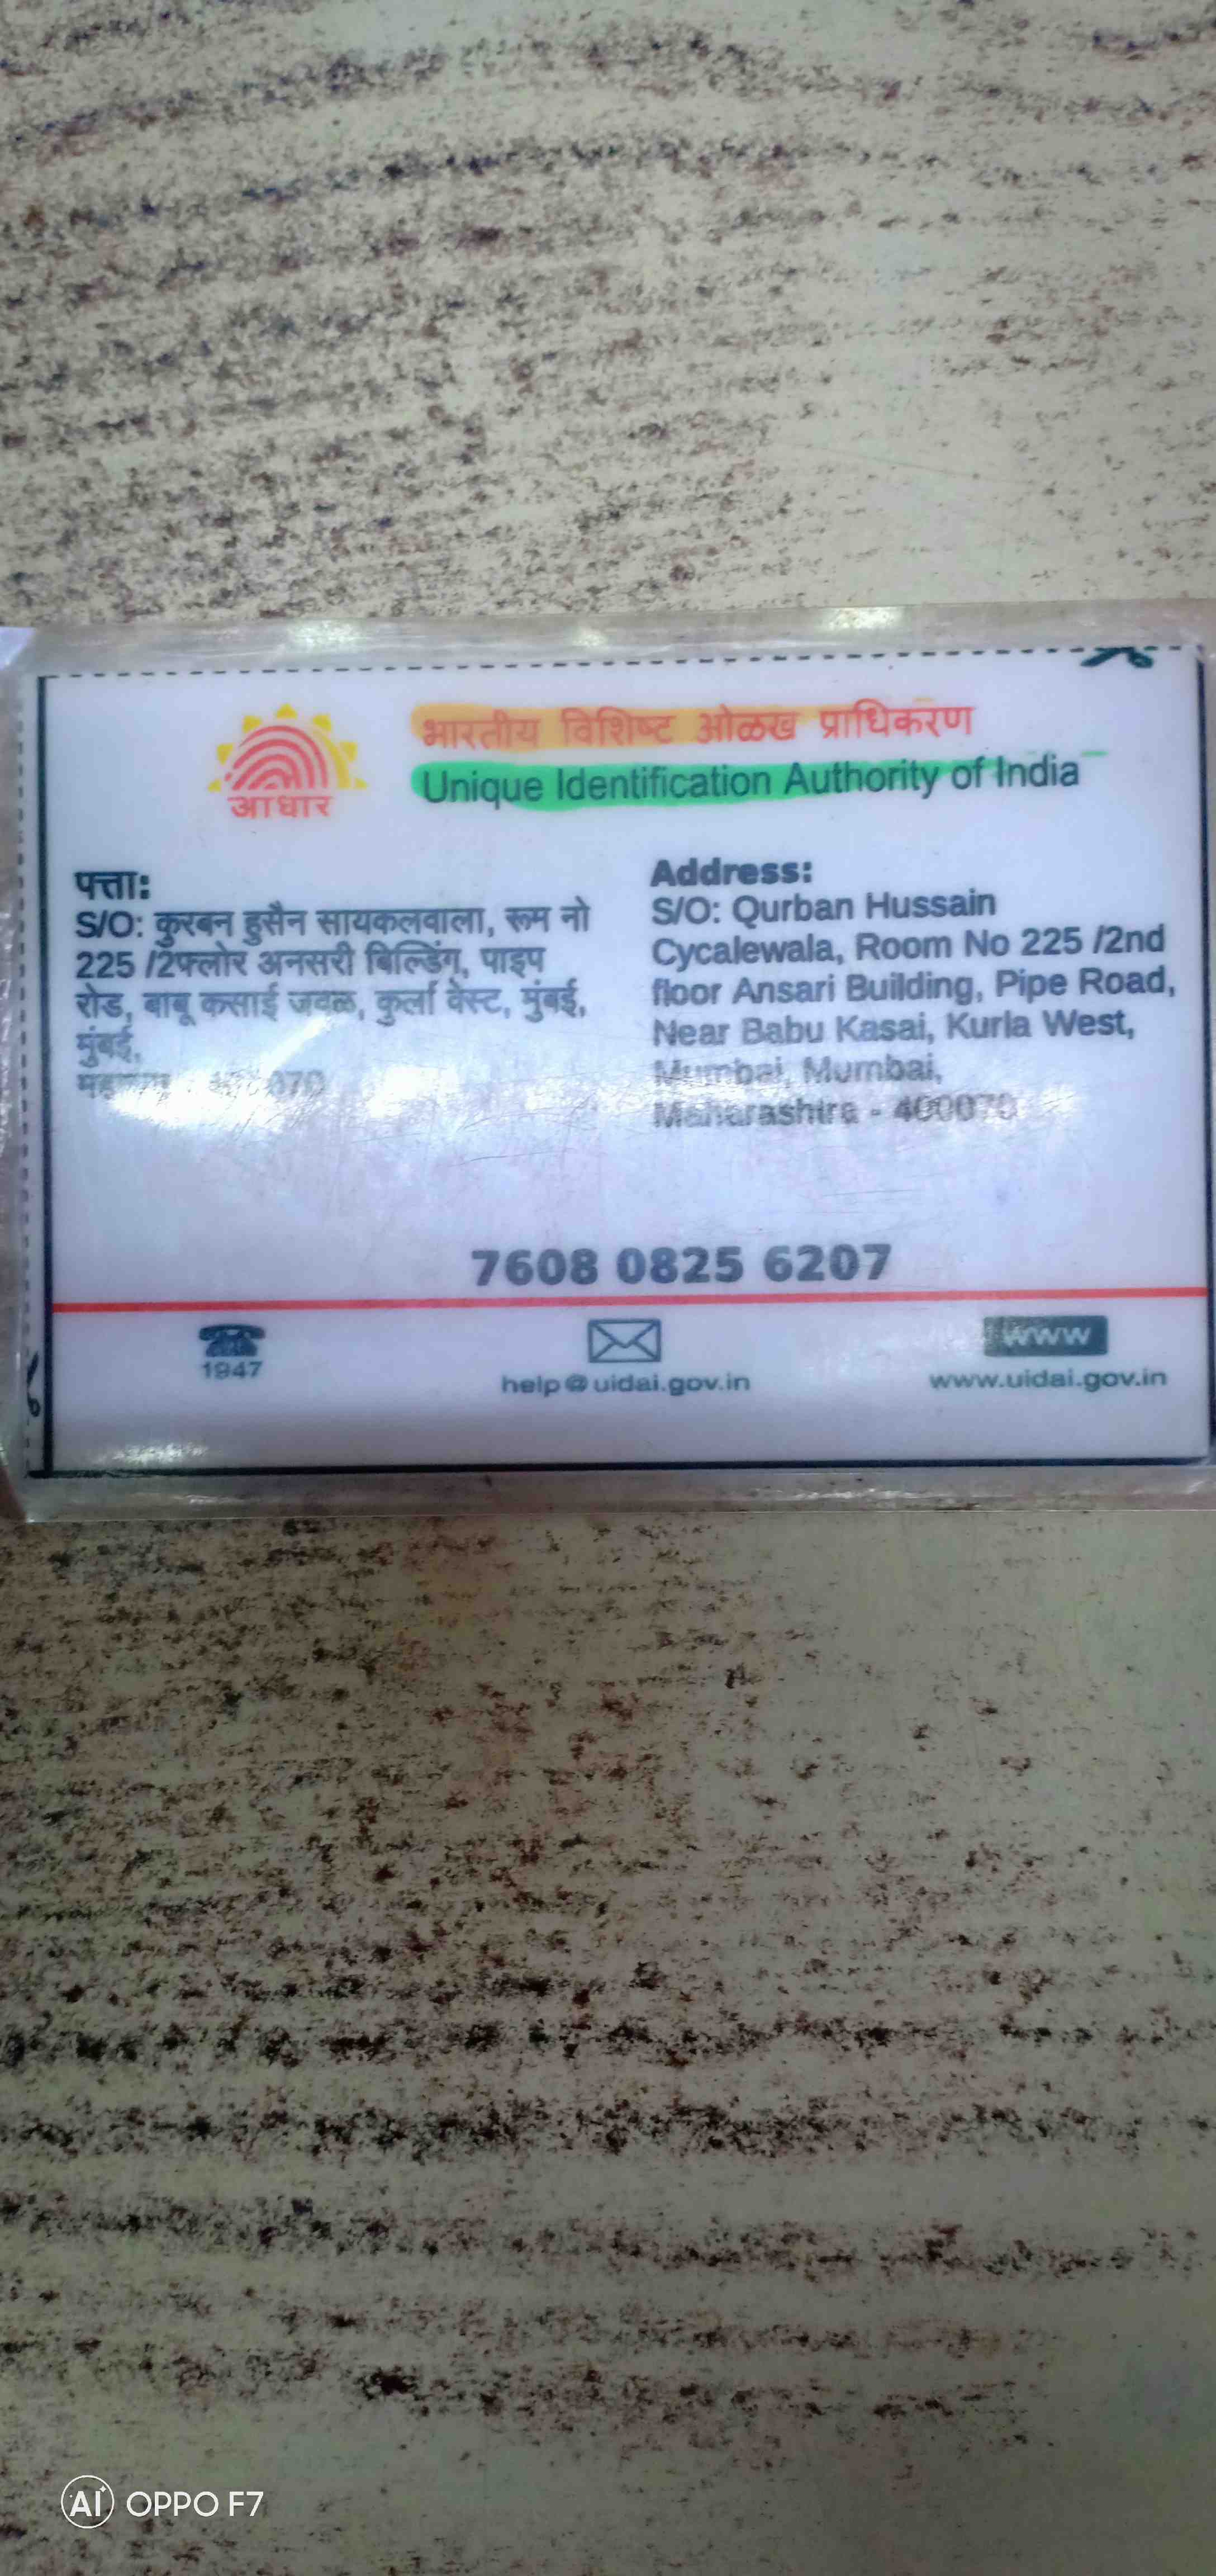 आधार
भारतीय विशिष्ट ओळख प्राधिकरण
Unique Identification Authority of India
पत्ता:
S/O: कुरबन हुसैन सायकलवाला, रूम नो
225 /2फ्लोर अनसरी बिल्डिंग, पाइप
रोड, बाबू कसाई जवळ, कुर्ला वेस्ट, मुंबई,
मुंबई,
Address:
S/O: Qurban Hussain
Cycalewala, Room No 225 /2nd
floor Ansari Building, Pipe Road,
Near Babu Kasai, Kurla West,
Mumbai, Mumbai,
Maharashtra - 400070
7608 0825 6207
1947
help@uidai.gov.in
www
www.uidai.gov.in
AI OPPO F7